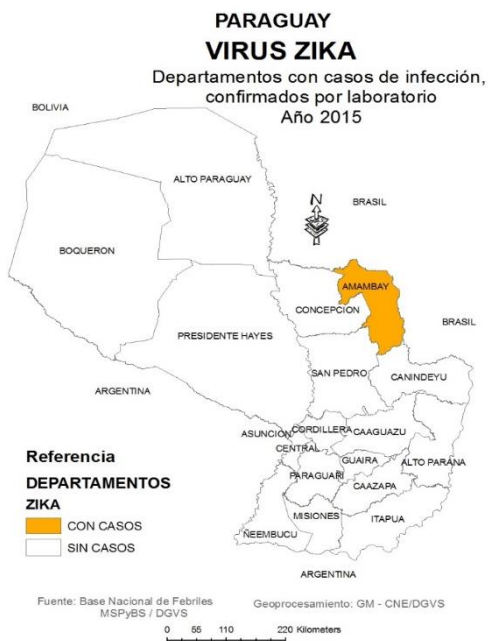 PARAGUAY
VIRUS ZIKA
Departamentos con casos de infección,
confirmados por laboratorio
Año 2015
BOLIVIA
ALTO PARAGUAY
N
BRASIL
BOQUERON
AMAMBAY
CONCEPCION
BRASIL
PRESIDENTE HAYES
SAN PEDRO
CANINDEYU
ARGENTINA
ASUNCION
CORDILLERA
CAAGUAZU
CENTRAL
GUAIRA
ALTO PARANA
PARAGUARI
CAAZAPA
MISIONES
ITAPUA
ÑEEMBUCU
ARGENTINA
Referencia
DEPARTAMENTOS
ZIKA
CON CASOS
SIN CASOS
Fuente: Base Nacional de Febriles
MSPyBS / DGVS
Geoprocesamiento: GM - CNE/DGVS
0 55 110 220 Kilometers